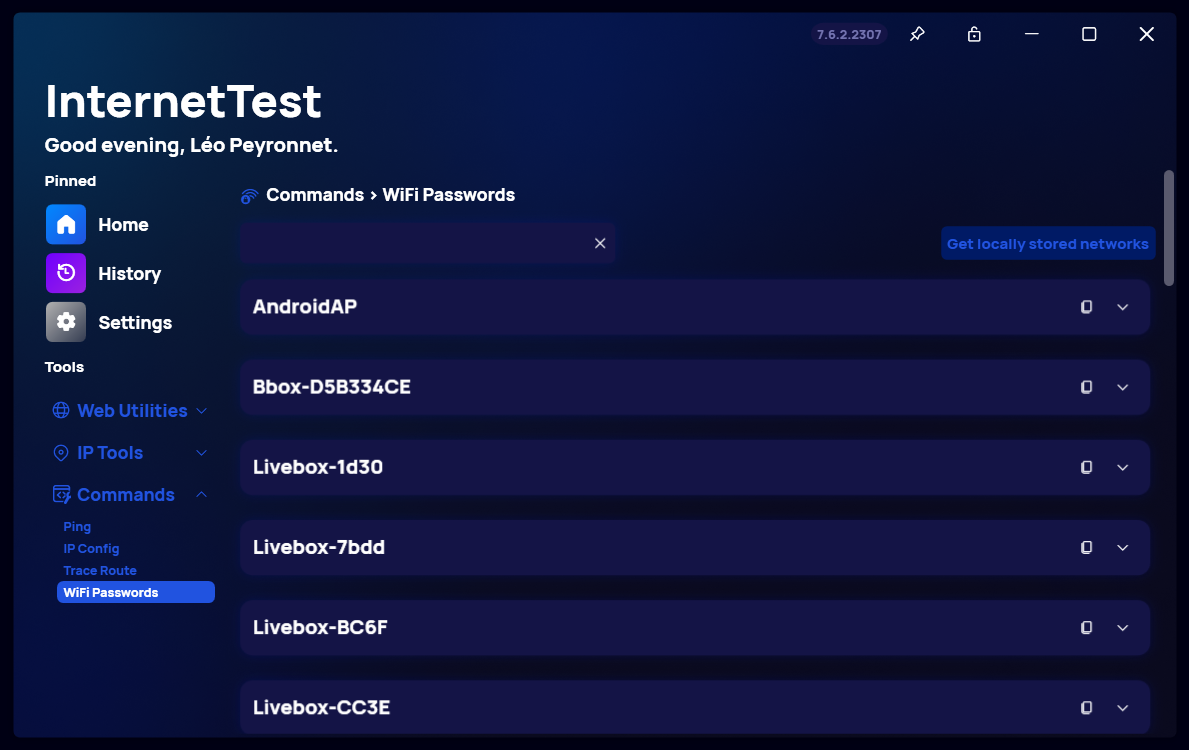 7.6.2.2307
InternetTest
Good evening, Léo Peyronnet.
Pinned
Home
History
Settings
Tools
Web Utilities
IP Tools
Commands
Ping
IP Config
Trace Route
WiFi Passwords
Commands › WiFi Passwords
Get locally stored networks
AndroidAP
Bbox-D5B334CE
Livebox-1d30
Livebox-7bdd
Livebox-BC6F
Livebox-CC3E